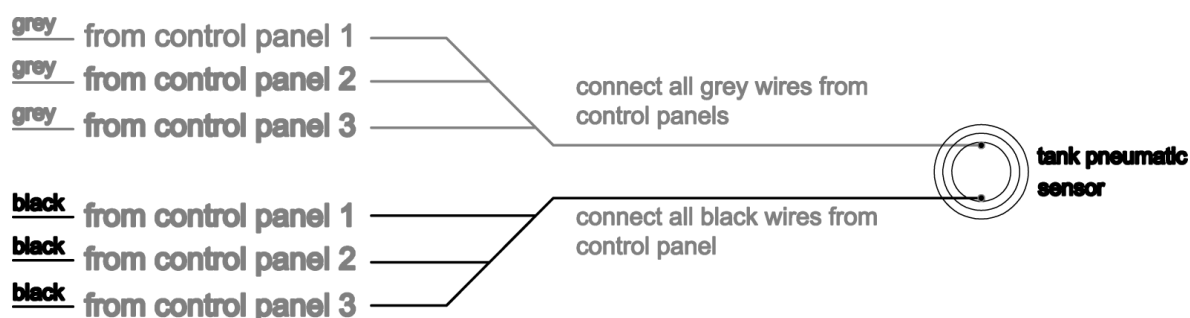 grey from control panel 1
grey from control panel 2
grey from control panel 3
connect all grey wires from
control panels
tank pneumatic
sensor
black from control panel 1
black from control panel 2
black from control panel 3
connect all black wires from
control panel